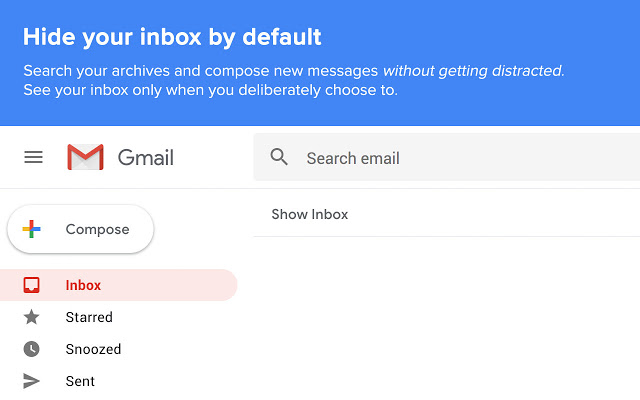 Hide your inbox by default
Search your archives and compose new messages without getting distracted.
See your inbox only when you deliberately choose to.
Gmail
Search email
Compose
Show Inbox
Inbox
Starred
Snoozed
Sent